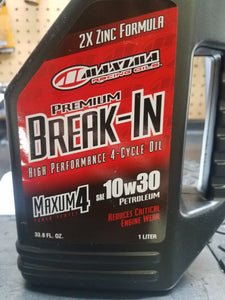 2X ZINC FORMULA
MAXIMA
RACING OILS
PREMIUM
BREAK-IN
HIGH PERFORMANCE 4-CYCLE OIL
MAXUM4
SAE 10W30
PETROLEUM
REDUCES CRITICAL
ENGINE WEAR
33.8 FL. OZ.
1 LITER